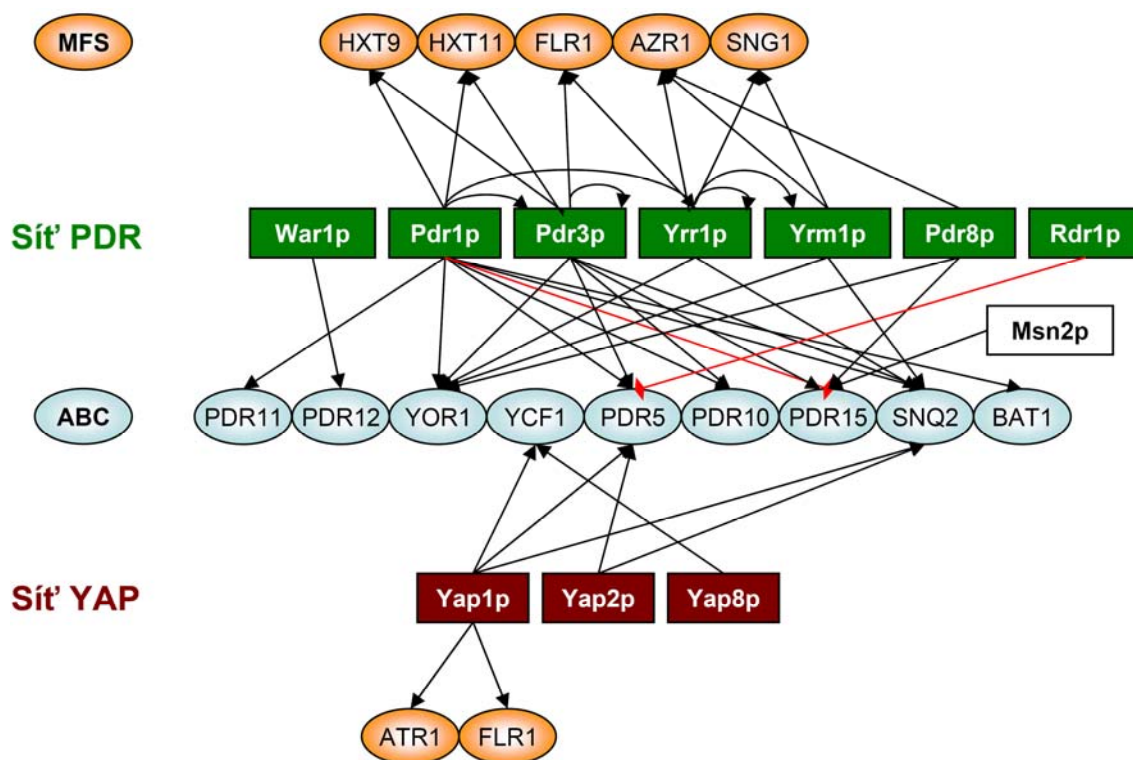 MFS HXT9 HXT11 FLR1 AZR1 SNG1
Síť PDR War1p Pdr1p Pdr3p Yrr1p Yrm1p Pdr8p Rdr1p
Msn2p
ABC PDR11 PDR12 YOR1 YCF1 PDR5 PDR10 PDR15 SNQ2 BAT1
Síť YAP Yap1p Yap2p Yap8p
ATR1 FLR1